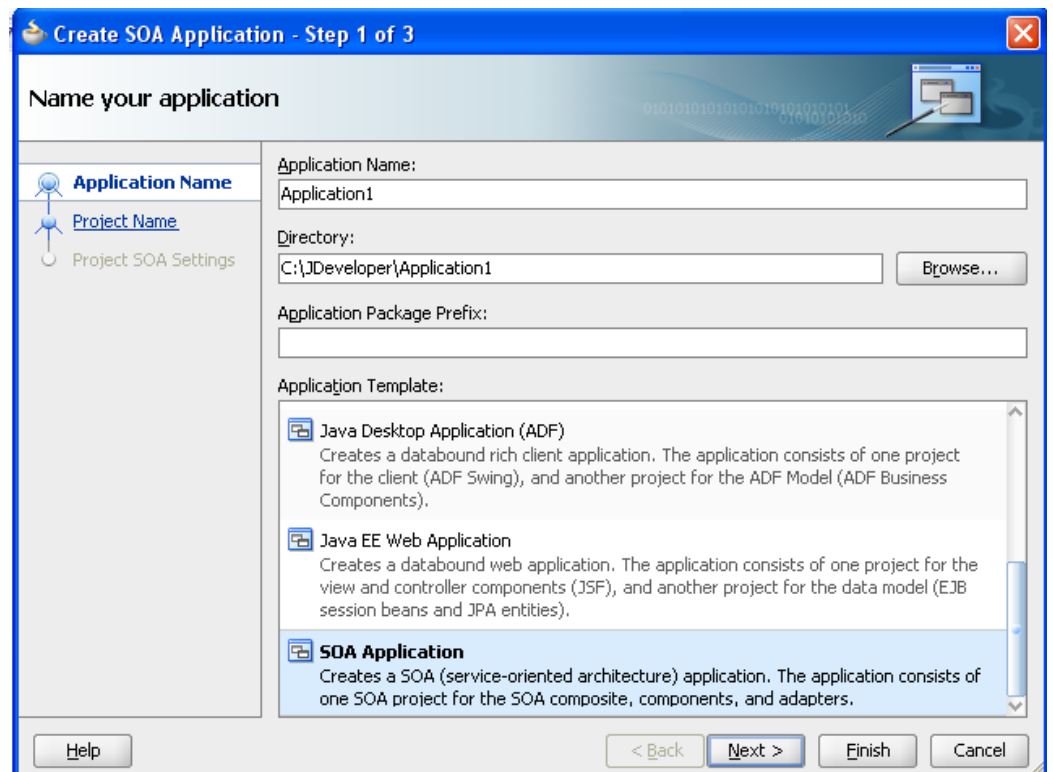 Create SOA Application - Step 1 of 3
Name your application
01010101010101010101010101
01010101010
Application Name
Project Name
Project SOA Settings
Application Name:
Application1
Directory:
C:\JDeveloper\Application1
Browse...
Application Package Prefix:
Application Template:
Java Desktop Application (ADF)
Creates a databound rich client application. The application consists of one project
for the client (ADF Swing), and another project for the ADF Model (ADF Business
Components).
Java EE Web Application
Creates a databound web application. The application consists of one project for the
view and controller components (JSF), and another project for the data model (EJB
session beans and JPA entities).
SOA Application
Creates a SOA (service-oriented architecture) application. The application consists of
one SOA project for the SOA composite, components, and adapters.
Help
< Back
Next >
Finish
Cancel